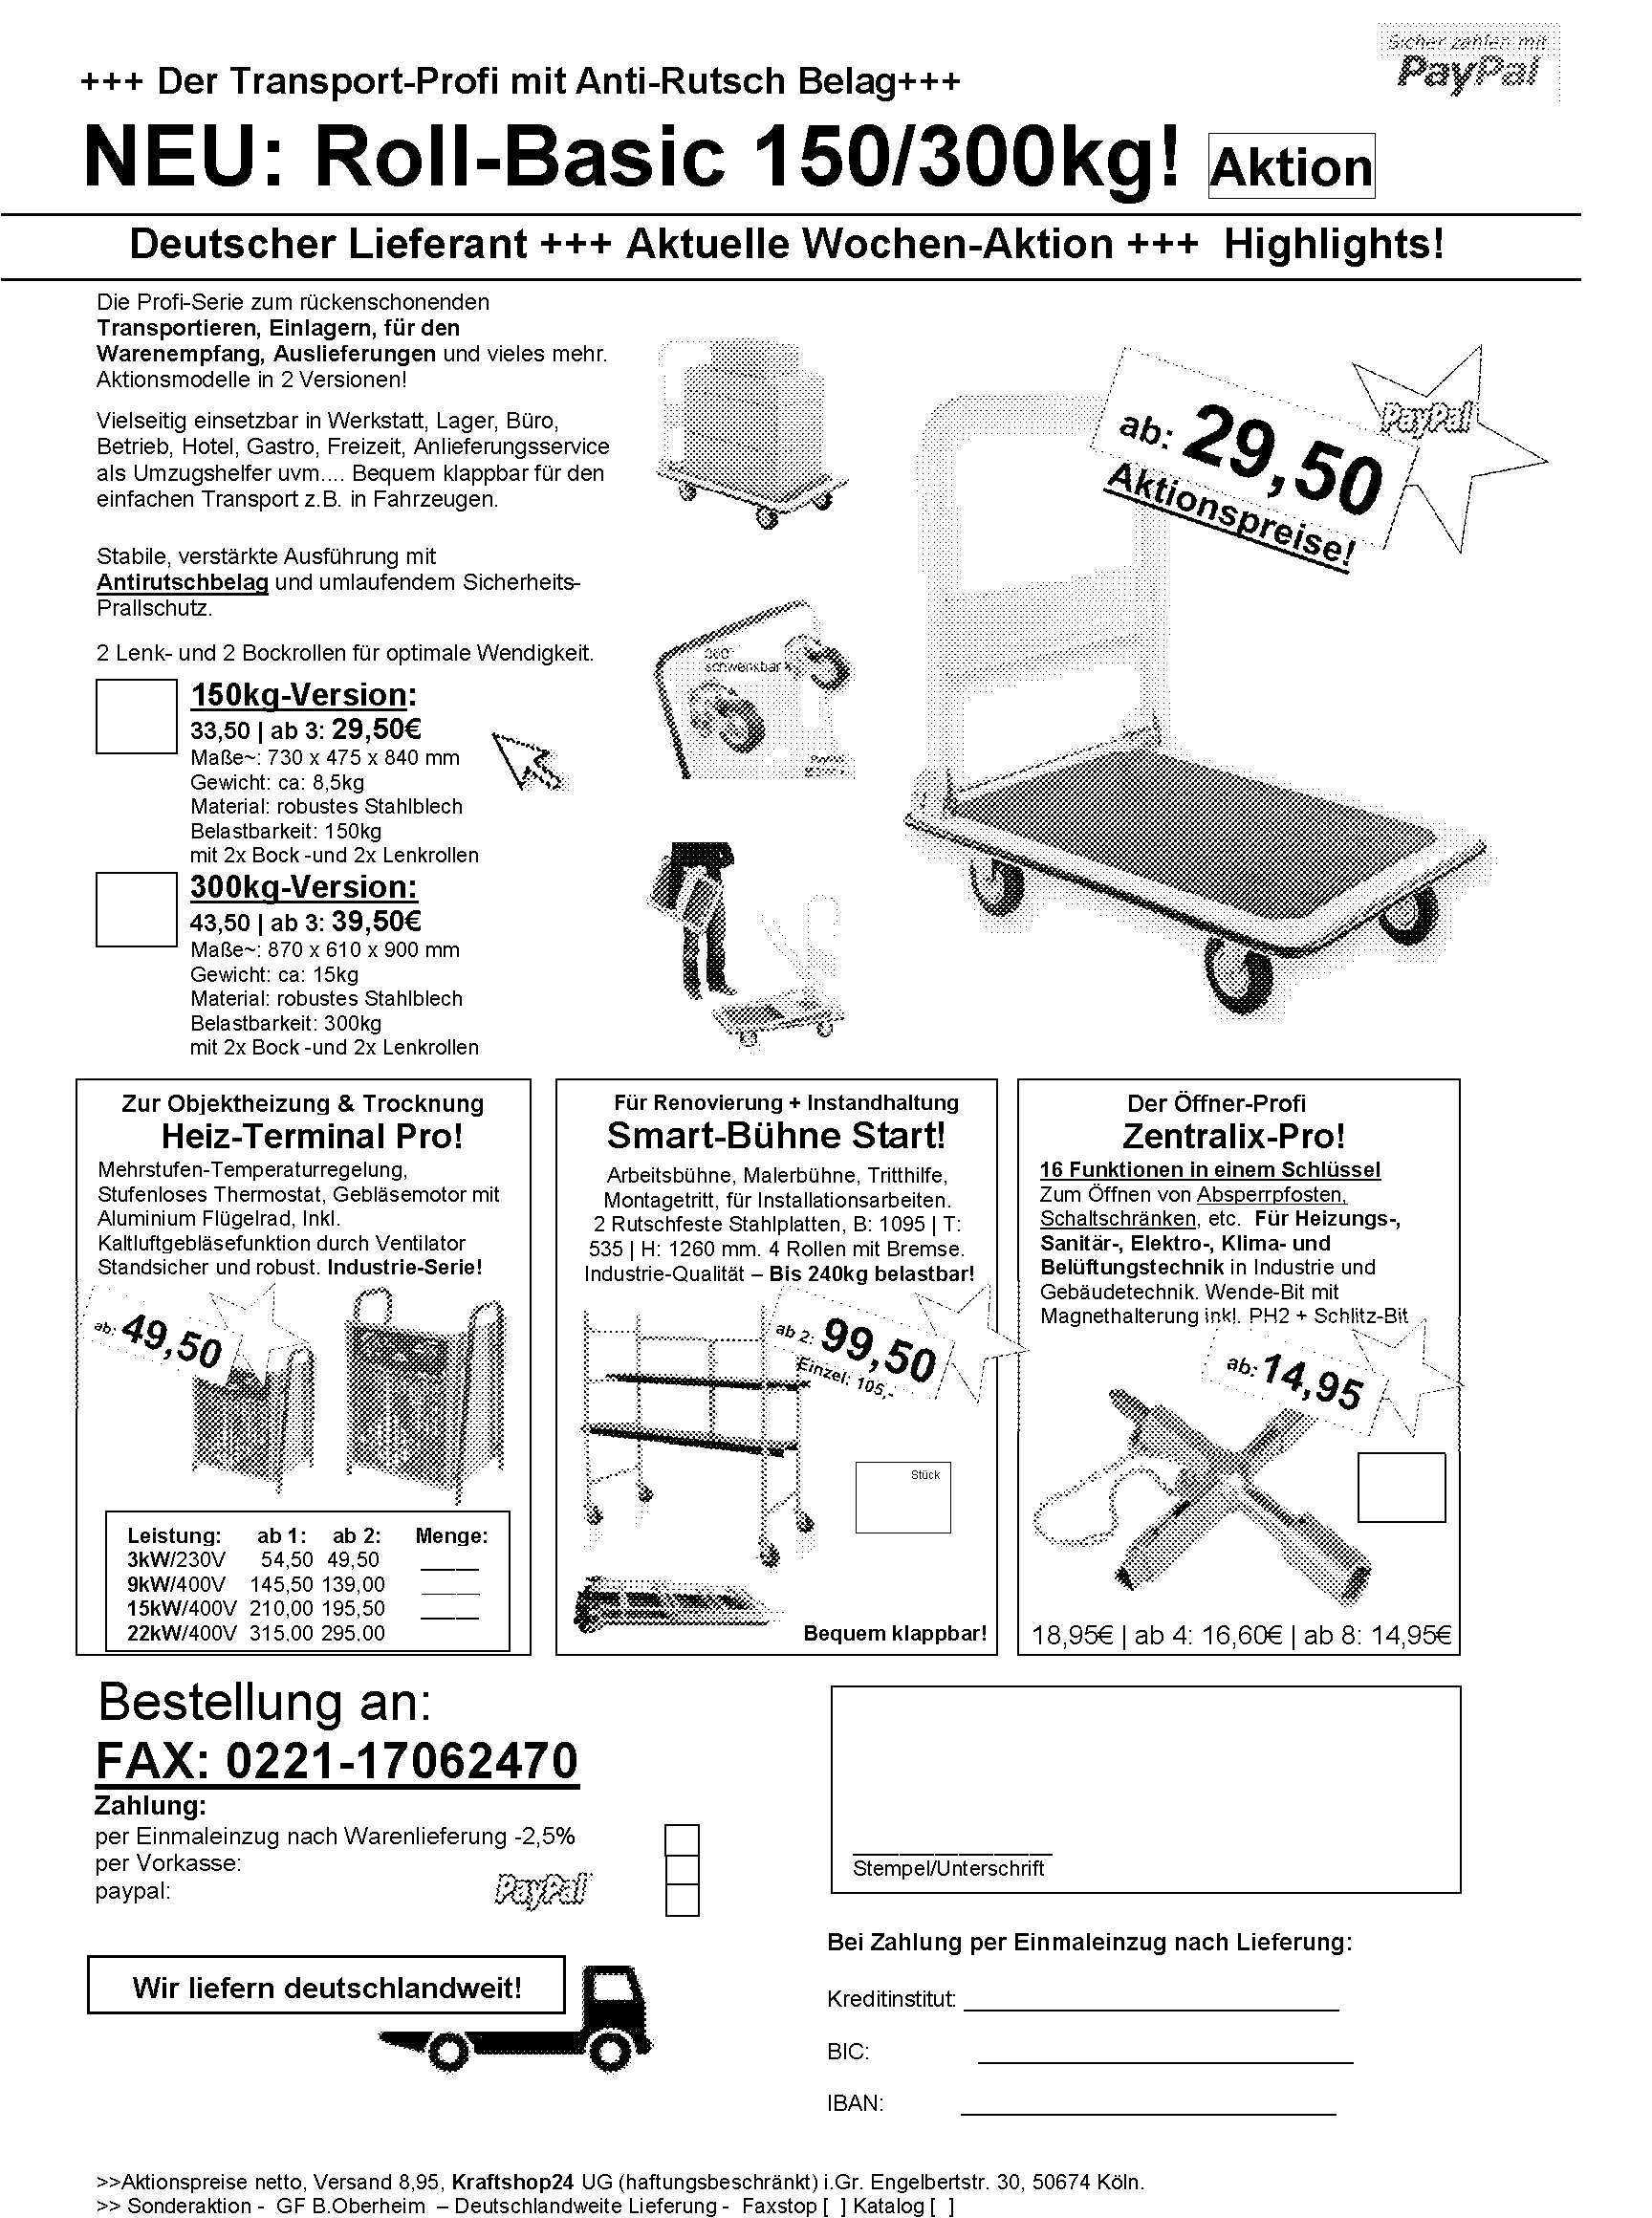 Sicher zahlen mit
PayPal
+++ Der Transport-Profi mit Anti-Rutsch Belag+++
NEU: Roll-Basic 150/300kg! Aktion
Deutscher Lieferant +++ Aktuelle Wochen-Aktion +++ Highlights!
Die Profi-Serie zum rückenschonenden
Transportieren, Einlagern, für den
Warenempfang, Auslieferungen und vieles mehr.
Aktionsmodelle in 2 Versionen!
Vielseitig einsetzbar in Werkstatt, Lager, Büro,
Betrieb, Hotel, Gastro, Freizeit, Anlieferungsservice
als Umzugshelfer uvm.... Bequem klappbar für den
einfachen Transport z.B. in Fahrzeugen.
Stabile, verstärkte Ausführung mit
Antirutschbelag und umlaufendem Sicherheits-
Prallschutz.
2 Lenk- und 2 Bockrollen für optimale Wendigkeit.
ab: 29,50
Aktionspreise!
PayPal
360°
schwenkbar
150kg-Version:
33,50 | ab 3: 29,50€
Maße~: 730 x 475 x 840 mm
Gewicht: ca: 8,5kg
Material: robustes Stahlblech
Belastbarkeit: 150kg
mit 2x Bock -und 2x Lenkrollen
300kg-Version:
43,50 | ab 3: 39,50€
Maße~: 870 x 610 x 900 mm
Gewicht: ca: 15kg
Material: robustes Stahlblech
Belastbarkeit: 300kg
mit 2x Bock -und 2x Lenkrollen
Zur Objektheizung & Trocknung
Heiz-Terminal Pro!
Mehrstufen-Temperaturregelung,
Stufenloses Thermostat, Gebläsemotor mit
Aluminium Flügelrad, Inkl.
Kaltluftgebläsefunktion durch Ventilator
Standsicher und robust. Industrie-Serie!
ab: 49,50
Leistung: ab 1: ab 2: Menge:
3kW/230V 54,50 49,50
9kW/400V 145,50 139,00
15kW/400V 210,00 195,50
22kW/400V 315,00 295,00
Für Renovierung + Instandhaltung
Smart-Bühne Start!
Arbeitsbühne, Malerbühne, Tritthilfe,
Montagetritt, für Installationsarbeiten.
2 Rutschfeste Stahlplatten, B: 1095 | T:
535 | H: 1260 mm. 4 Rollen mit Bremse.
Industrie-Qualität – Bis 240kg belastbar!
ab 2: 99,50
Einzel: 105,-
Stück
Bequem klappbar!
Der Öffner-Profi
Zentralix-Pro!
16 Funktionen in einem Schlüssel
Zum Öffnen von Absperrpfosten,
Schaltschränken, etc. Für Heizungs-,
Sanitär-, Elektro-, Klima- und
Belüftungstechnik in Industrie und
Gebäudetechnik. Wende-Bit mit
Magnethalterung inkl. PH2 + Schlitz-Bit
ab: 14,95
18,95€ | ab 4: 16,60€ | ab 8: 14,95€
Bestellung an:
FAX: 0221-17062470
Zahlung:
per Einmaleinzug nach Warenlieferung -2,5%
per Vorkasse:
paypal: PayPal
Stempel/Unterschrift
Wir liefern deutschlandweit!
Bei Zahlung per Einmaleinzug nach Lieferung:
Kreditinstitut:
BIC:
IBAN:
>>Aktionspreise netto, Versand 8,95, Kraftshop24 UG (haftungsbeschränkt) i.Gr. Engelbertstr. 30, 50674 Köln.
>> Sonderaktion - GF B.Oberheim – Deutschlandweite Lieferung - Faxstop [ ] Katalog [ ]